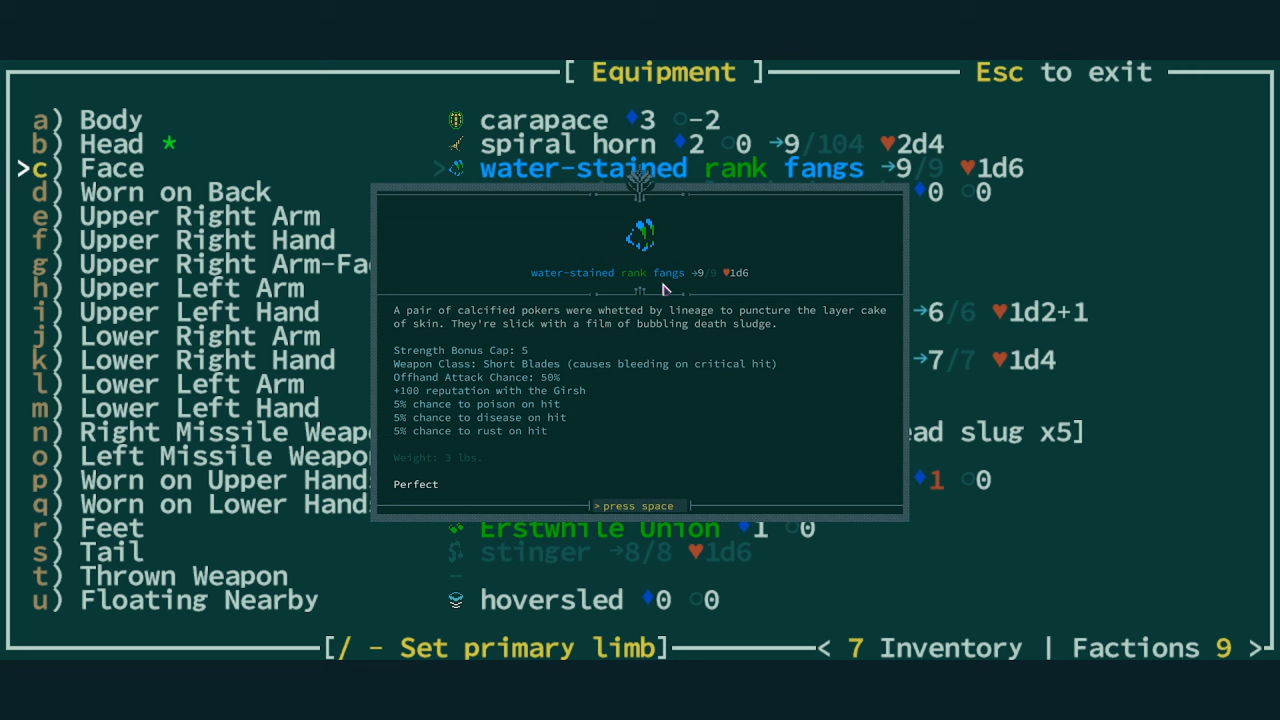 [ Equipment ] Esc to exit
a) Body carapace ♦3 ○-2
b) Head * spiral horn ♦2 ○0 →9/104 ♥2d4
>c) Face > water-stained rank fangs →9/9 ♥1d6
d) Worn on Back ♦0 ○0
e) Upper Right Arm
f) Upper Right Hand
g) Upper Right Arm-Fa
h) Upper Left Arm
i) Upper Left Hand →6/6 ♥1d2+1
j) Lower Right Arm
k) Lower Right Hand →7/7 ♥1d4
l) Lower Left Arm
m) Lower Left Hand
n) Right Missile Weap ead slug x5]
o) Left Missile Weapo
p) Worn on Upper Hand ♦1 ○0
q) Worn on Lower Hand
r) Feet Erstwhile Union ♦1 ○0
s) Tail stinger →8/8 ♥1d6
t) Thrown Weapon –
u) Floating Nearby hoversled ♦0 ○0
[/ – Set primary limb] < 7 Inventory | Factions 9 >
water-stained rank fangs →9/9 ♥1d6
A pair of calcified pokers were whetted by lineage to puncture the layer cake
of skin. They're slick with a film of bubbling death sludge.
Strength Bonus Cap: 5
Weapon Class: Short Blades (causes bleeding on critical hit)
Offhand Attack Chance: 50%
+100 reputation with the Girsh
5% chance to poison on hit
5% chance to disease on hit
5% chance to rust on hit
Weight: 3 lbs.
Perfect
>press space